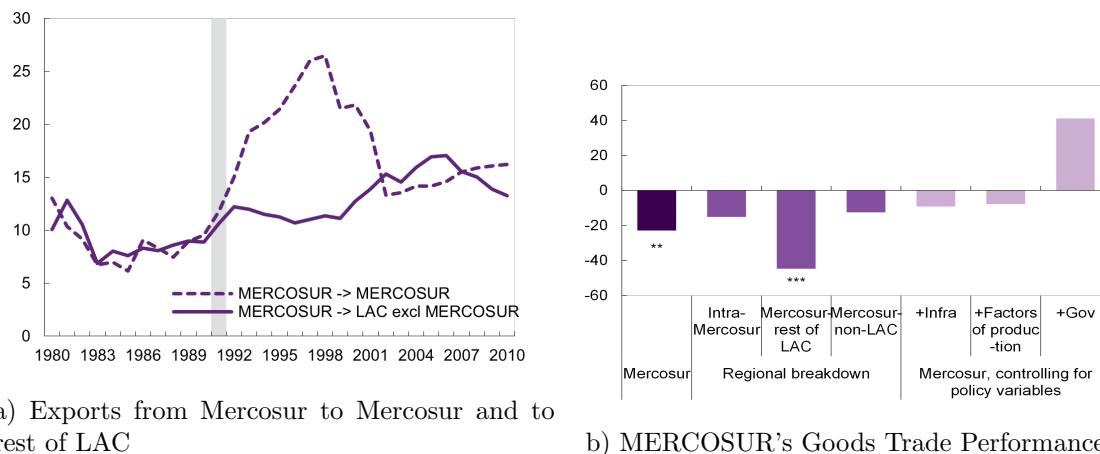 30
25
20
15
10
5
0
MERCOSUR -> MERCOSUR
MERCOSUR -> LAC excl MERCOSUR
1980 1983 1986 1989 1992 1995 1998 2001 2004 2007 2010
a) Exports from Mercosur to Mercosur and to
rest of LAC
60
40
20
0
-20
-40
-60
**
***
Intra-
Mercosur
Mercosur-
rest of
LAC
Mercosur-
non-LAC
+Infra
+Factors
of produc
-tion
+Gov
Mercosur
Regional breakdown
Mercosur, controlling for
policy variables
b) MERCOSUR's Goods Trade Performance